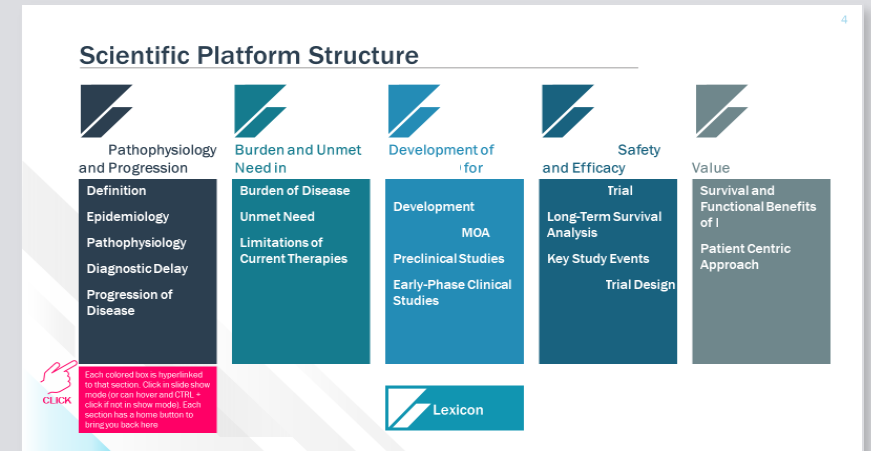 4
Scientific Platform Structure
Pathophysiology
and Progression
Burden and Unmet
Need in
Development of
for
Safety
and Efficacy
Value
Definition
Epidemiology
Pathophysiology
Diagnostic Delay
Progression of
Disease
Burden of Disease
Unmet Need
Limitations of
Current Therapies
Development
MOA
Preclinical Studies
Early-Phase Clinical
Studies
Trial
Long-Term Survival
Analysis
Key Study Events
Trial Design
Survival and
Functional Benefits
of
Patient Centric
Approach
CLICK
Each colored box is hyperlinked
to that section. Click in slide show
mode (or can hover and CTRL +
click if not in show mode). Each
section has a home button to
bring you back here
Lexicon